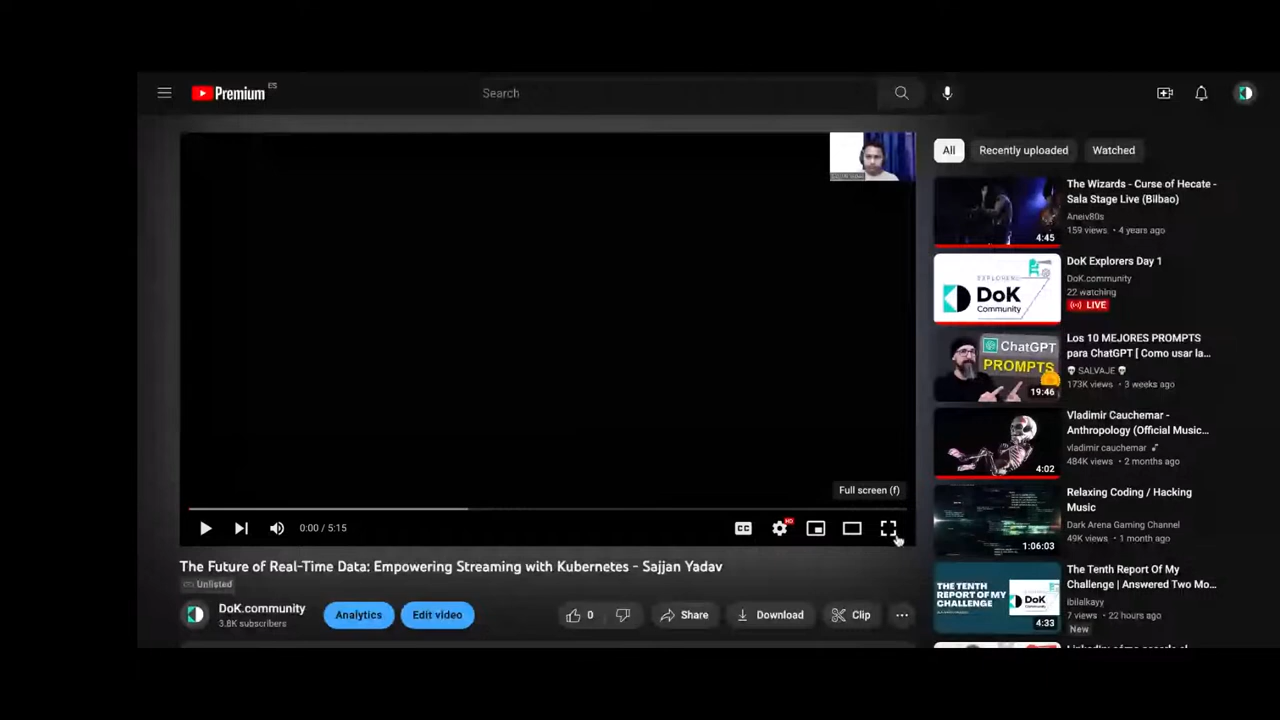 Premium ES
Search
All
Recently uploaded
Watched
The Wizards - Curse of Hecate -
Sala Stage Live (Bilbao)
Aneiv80s
159 views • 4 years ago
4:45
EXPLORING
DoK
Community
DoK Explorers Day 1
DoK.community
22 watching
LIVE
ChatGPT
PROMPTS
19:46
Los 10 MEJORES PROMPTS
para ChatGPT [ Como usar la...
💀 SALVAJE 💀
173K views • 3 weeks ago
Vladimir Cauchemar -
Anthropology (Official Music...
vladimir cauchemar
484K views • 2 months ago
4:02
Relaxing Coding / Hacking
Music
Dark Arena Gaming Channel
49K views • 1 month ago
1:06:03
THE TENTH
REPORT OF MY
CHALLENGE
DoK
4:33
The Tenth Report Of My
Challenge | Answered Two Mo...
ibilalkayy
7 views • 22 hours ago
New
Full screen (f)
0:00 / 5:15
CC
HD
The Future of Real-Time Data: Empowering Streaming with Kubernetes - Sajjan Yadav
Unlisted
DoK.community
3.8K subscribers
Analytics
Edit video
0
Share
Download
Clip